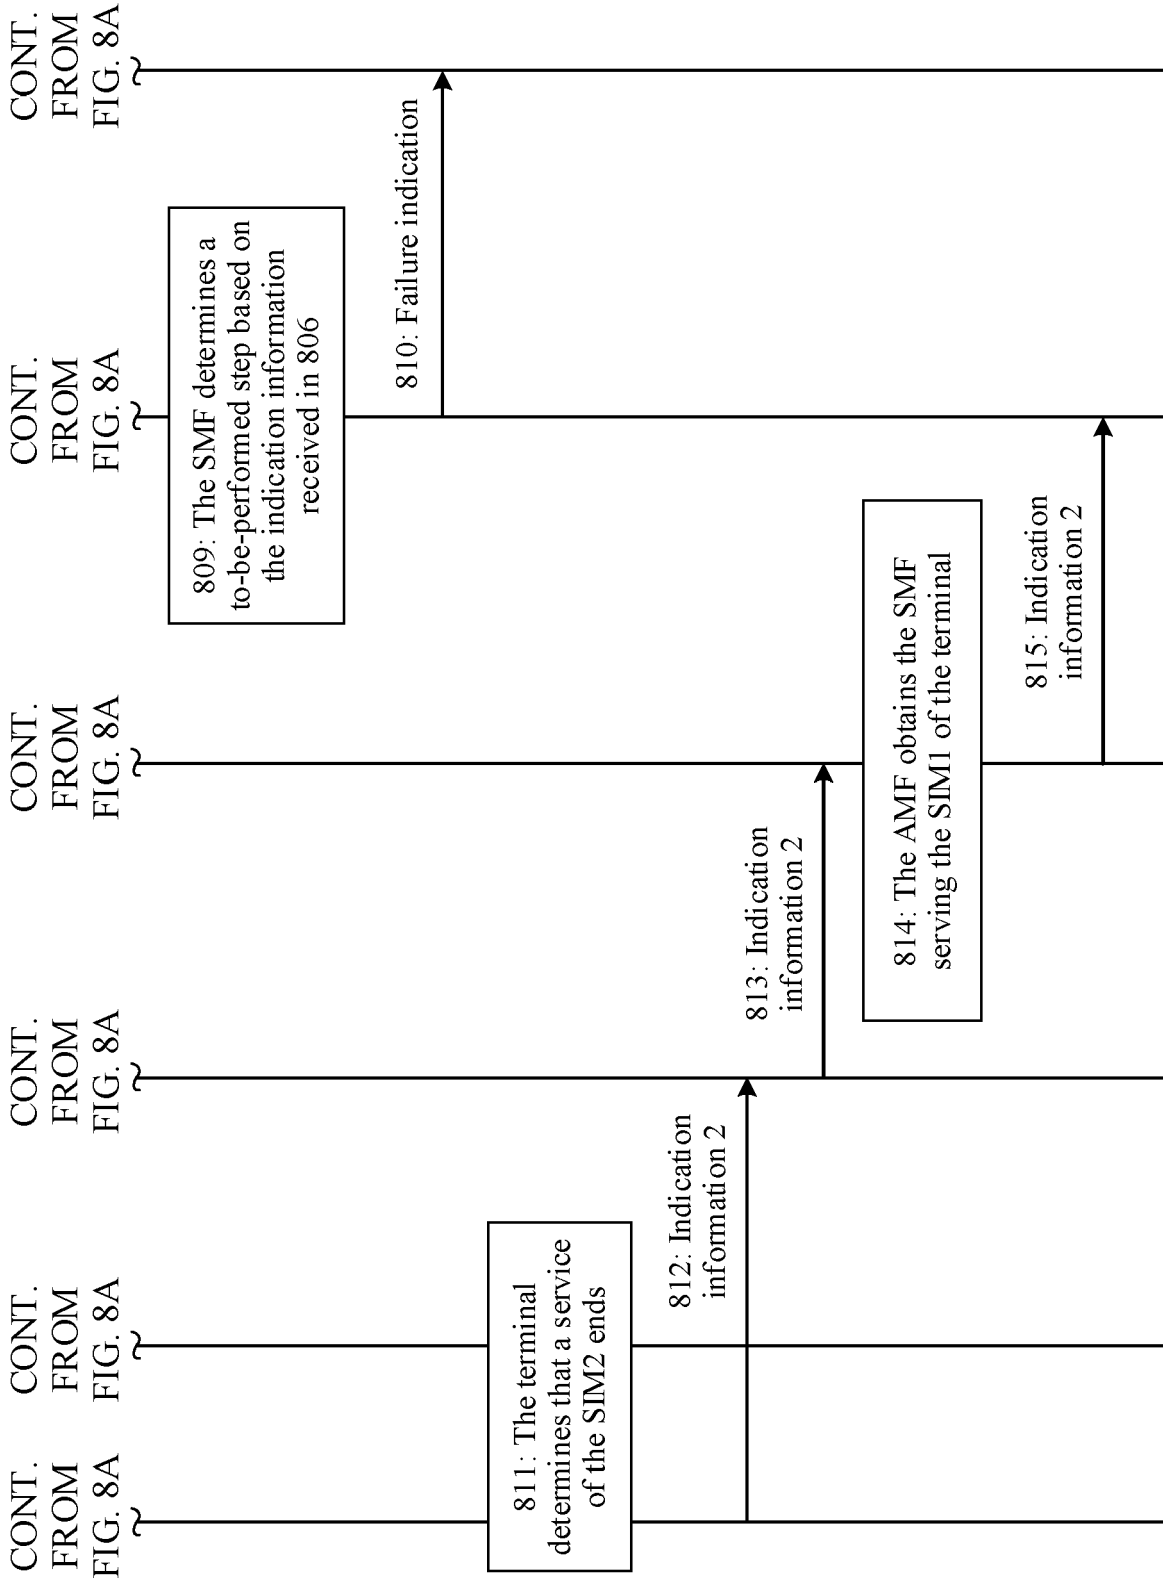 CONT.
FROM
FIG. 8A
CONT.
FROM
FIG. 8A
CONT.
FROM
FIG. 8A
CONT.
FROM
FIG. 8A
CONT.
FROM
FIG. 8A
CONT.
FROM
FIG. 8A
809: The SMF determines a
to-be-performed step based on
the indication information
received in 806
810: Failure indication
811: The terminal
determines that a service
of the SIM2 ends
812: Indication
information 2
813: Indication
information 2
814: The AMF obtains the SMF
serving the SIM1 of the terminal
815: Indication
information 2